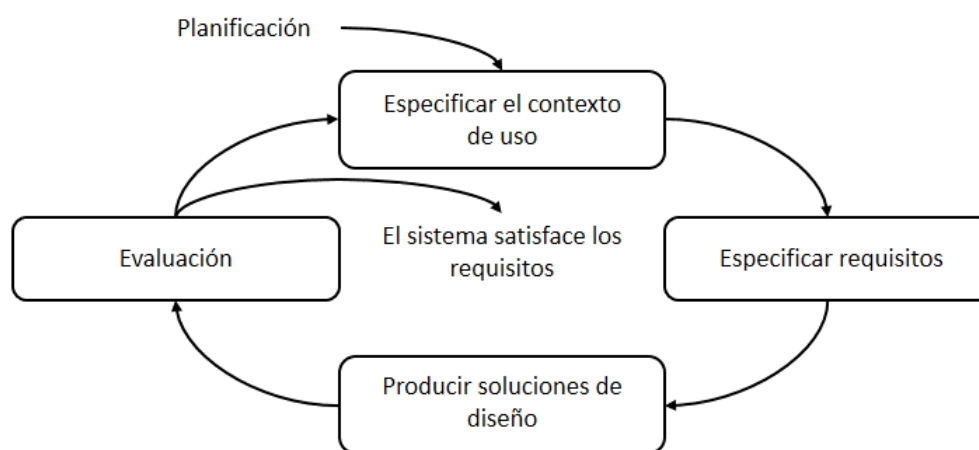 Planificación
Especificar el contexto
de uso
El sistema satisface los
requisitos
Evaluación
Especificar requisitos
Producir soluciones de
diseño